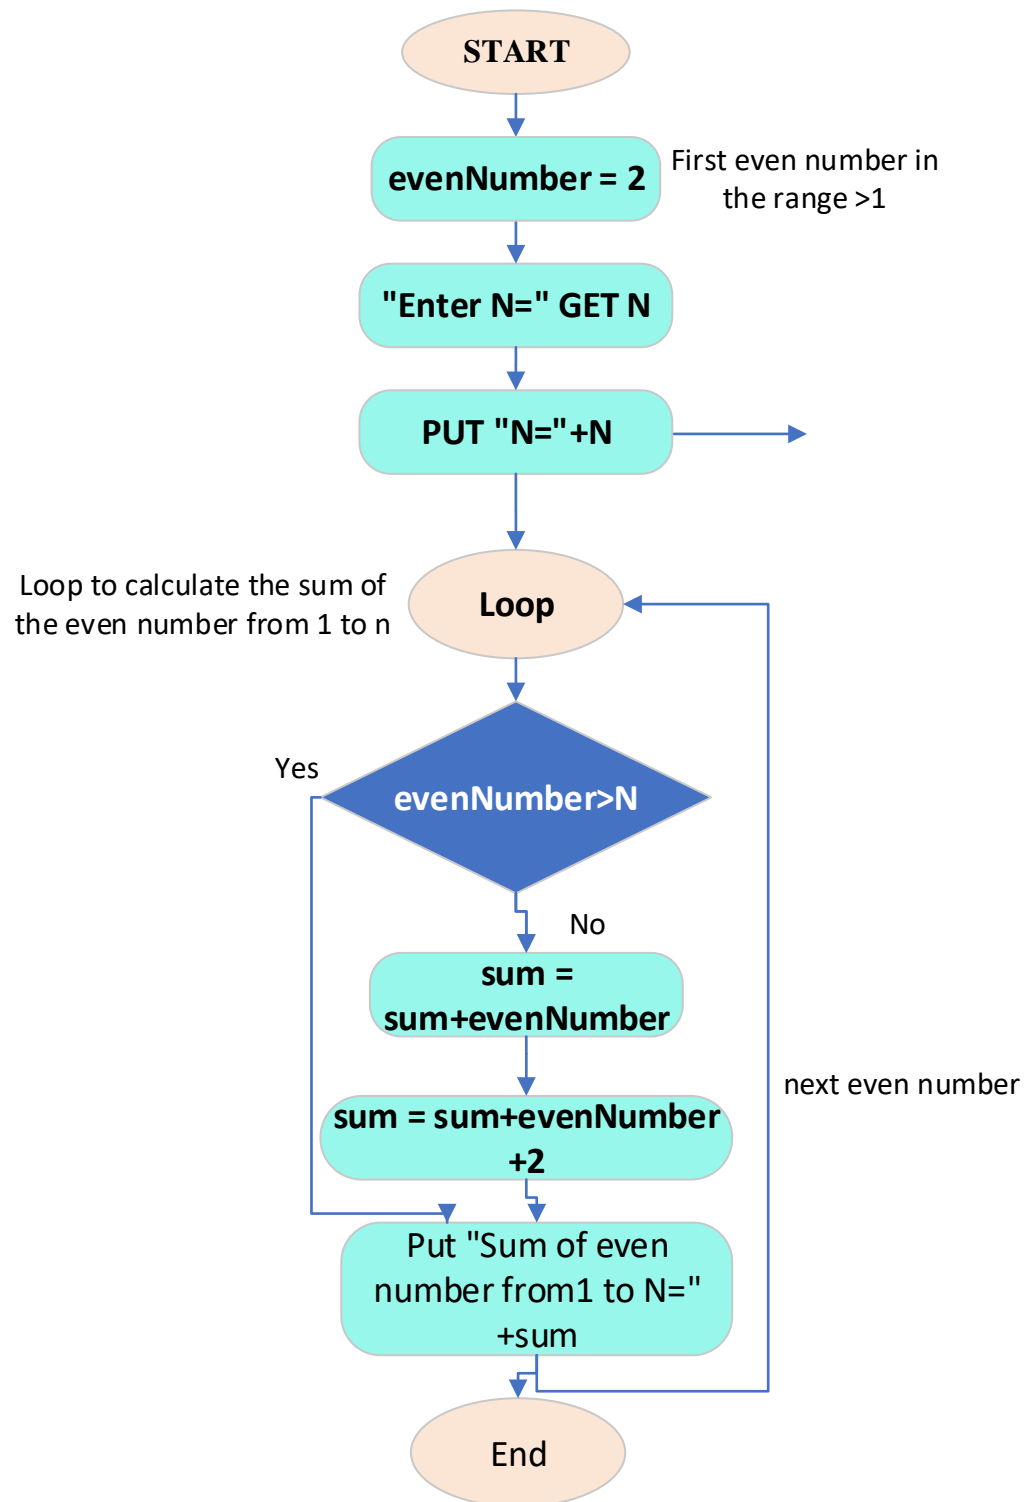 START
evenNumber = 2
First even number in
the range >1
"Enter N=" GET N
PUT "N="+N
Loop to calculate the sum of
the even number from 1 to n
Loop
Yes
evenNumber>N
No
sum =
sum+evenNumber
next even number
sum = sum+evenNumber
+2
Put "Sum of even
number from1 to N="
+sum
End